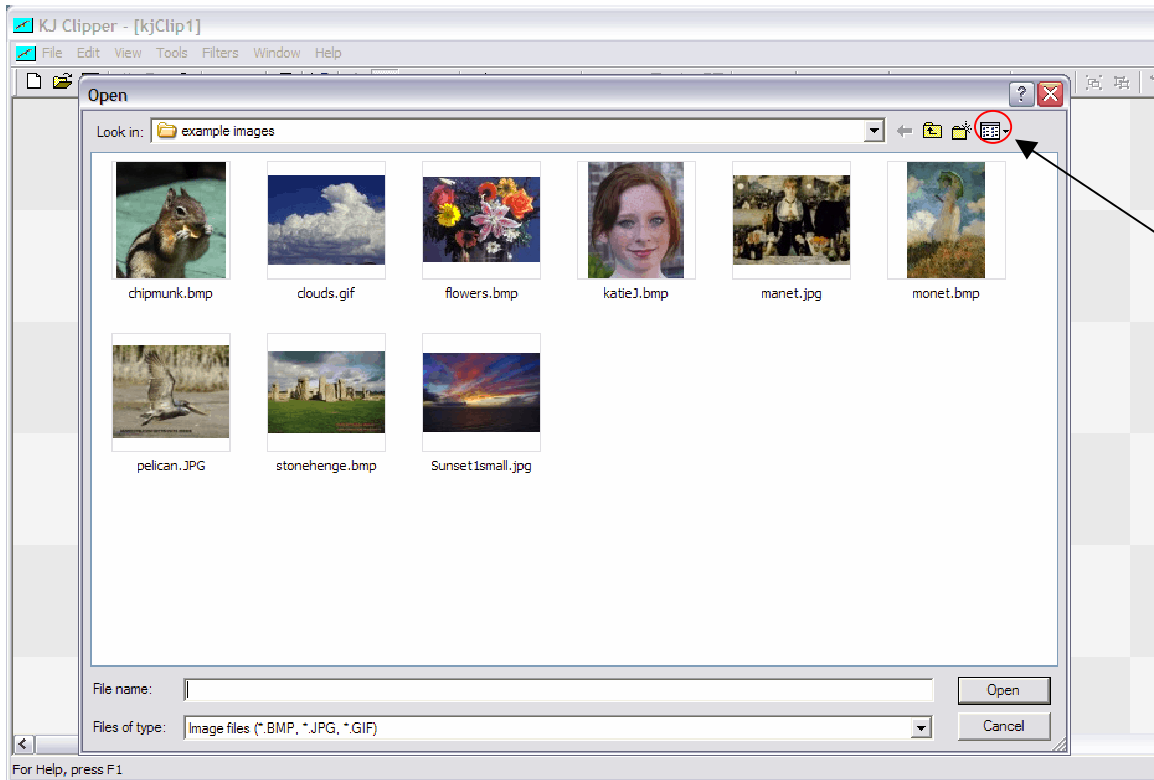 KJ Clipper - [kjClip1]
File Edit View Tools Filters Window Help
Open
Look in: example images
chipmunk.bmp clouds.gif flowers.bmp katieJ.bmp manet.jpg monet.bmp
pelican.JPG stonehenge.bmp Sunset1small.jpg
File name: Open
Files of type: Image files (*.BMP, *.JPG, *.GIF) Cancel
For Help, press F1